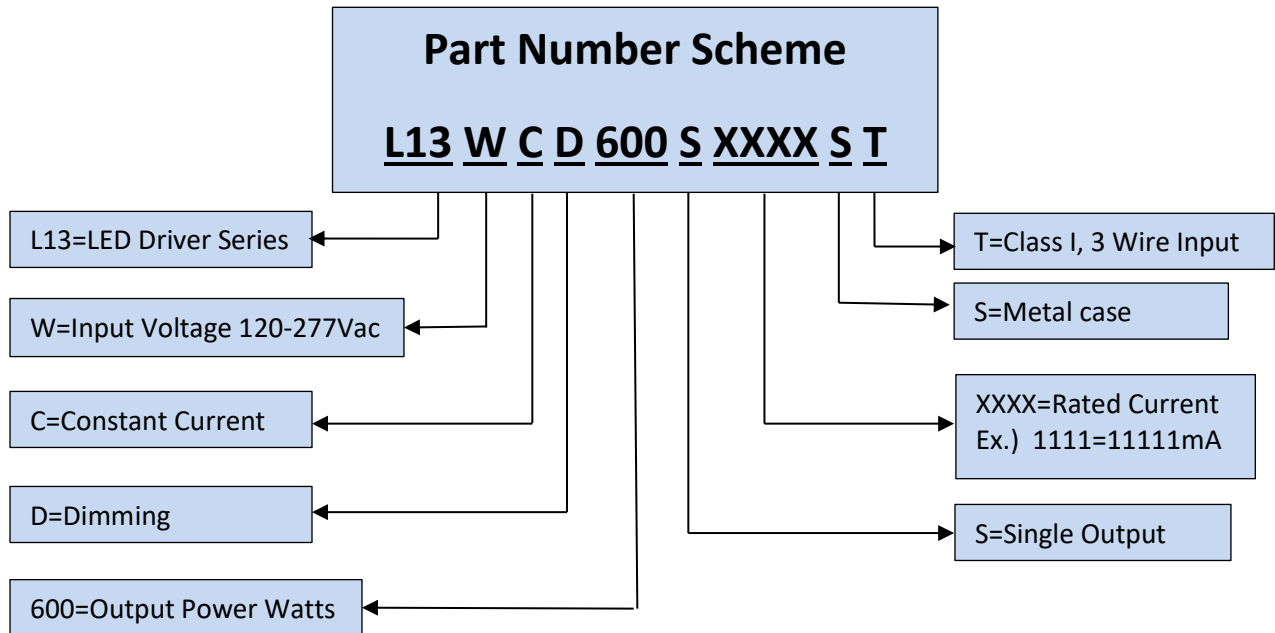 Part Number Scheme
L13 W C D 600 S XXXX S T
L13=LED Driver Series
W=Input Voltage 120-277Vac
C=Constant Current
D=Dimming
600=Output Power Watts
T=Class I, 3 Wire Input
S=Metal case
XXXX=Rated Current
Ex.) 1111=11111mA
S=Single Output